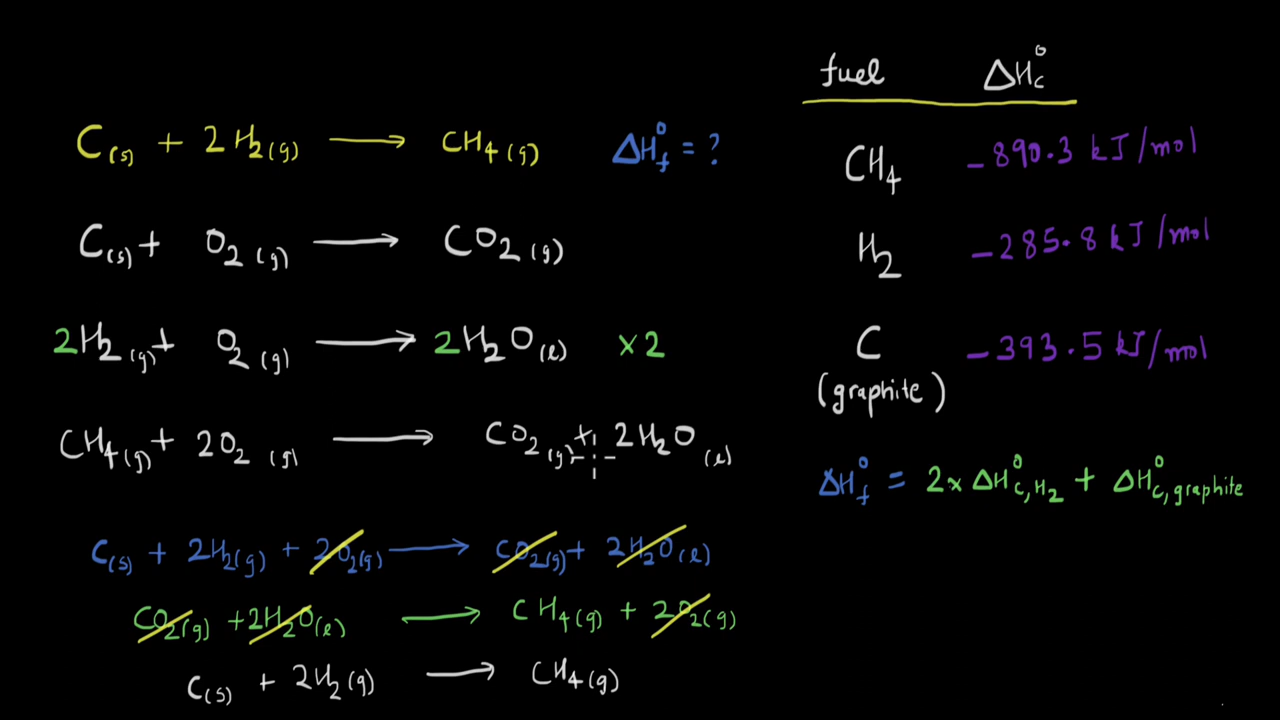 C(s) + 2H₂(g) ⟶ CH₄(g) ΔH°f = ?
C(s) + O₂(g) ⟶ CO₂(g)
2H₂(g) + O₂(g) ⟶ 2H₂O(l) ×2
CH₄(g) + 2O₂(g) ⟶ CO₂(g) + 2H₂O(l)
C(s) + 2H₂(g) + 2O₂(g) ⟶ CO₂(g) + 2H₂O(l)
CO₂(g) + 2H₂O(l) ⟶ CH₄(g) + 2O₂(g)
C(s) + 2H₂(g) ⟶ CH₄(g)
fuel ΔH°c
CH₄ -890.3 kJ/mol
H₂ -285.8 kJ/mol
C -393.5 kJ/mol
(graphite)
ΔH°f = 2× ΔH°c,H₂ + ΔH°c,graphite